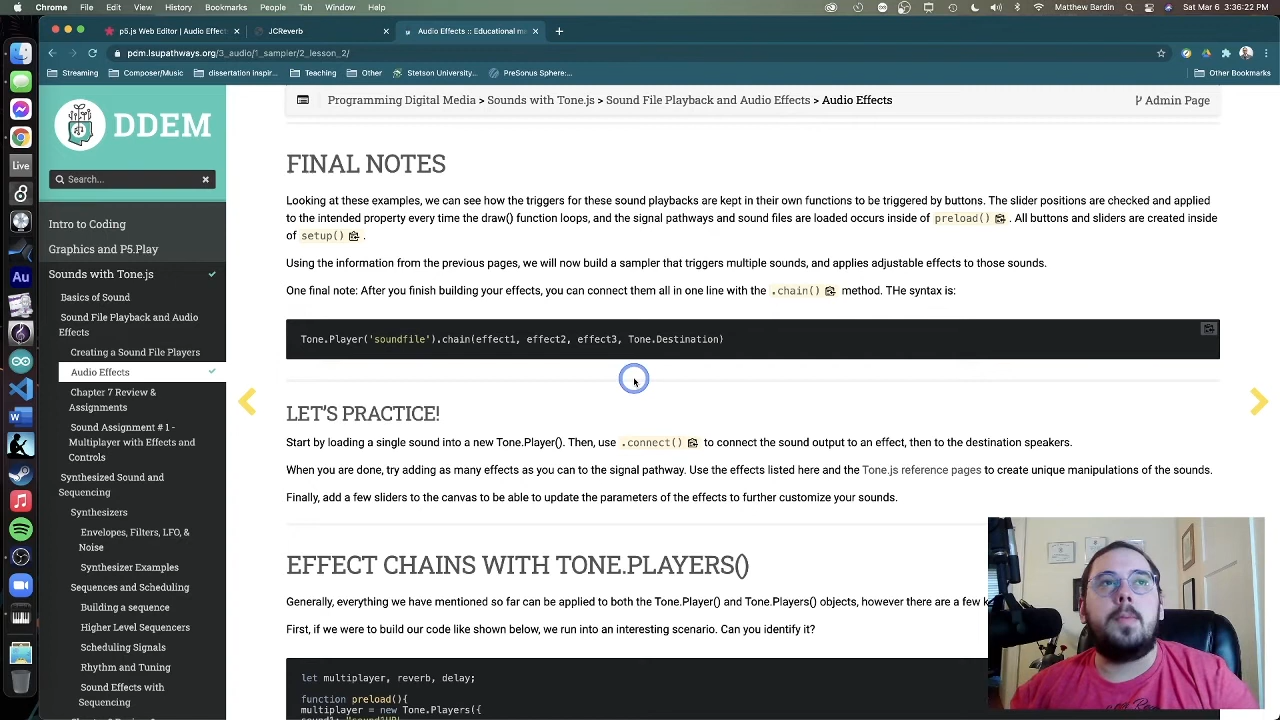 Chrome File Edit View History Bookmarks People Tab Window Help Matthew Bardin
p5.js Web Editor | Audio Effect × JCReverb × Audio Effects :: Educational m × +
pcm.lsupathways.org/3_audio/1_sampler/2_lesson_2/
Streaming Composer/Music dissertation inspir... Teaching Other Stetson University... PreSonus Sphere:... Other Bookmarks
DDEM
Search...
Intro to Coding
Graphics and P5.Play
Sounds with Tone.js
Basics of Sound
Sound File Playback and Audio
Effects
Creating a Sound File Players
Audio Effects
Chapter 7 Review &
Assignments
Sound Assignment # 1 -
Multiplayer with Effects and
Controls
Synthesized Sound and
Sequencing
Synthesizers
Envelopes, Filters, LFO, &
Noise
Synthesizer Examples
Sequences and Scheduling
Building a sequence
Higher Level Sequencers
Scheduling Signals
Rhythm and Tuning
Sound Effects with
Sequencing
Programming Digital Media > Sounds with Tone.js > Sound File Playback and Audio Effects > Audio Effects Admin Page
FINAL NOTES
Looking at these examples, we can see how the triggers for these sound playbacks are kept in their own functions to be triggered by buttons. The slider positions are checked and applied
to the intended property every time the draw() function loops, and the signal pathways and sound files are loaded occurs inside of preload() . All buttons and sliders are created inside
of setup() .
Using the information from the previous pages, we will now build a sampler that triggers multiple sounds, and applies adjustable effects to those sounds.
One final note: After you finish building your effects, you can connect them all in one line with the .chain() method. THe syntax is:
Tone.Player('soundfile').chain(effect1, effect2, effect3, Tone.Destination)
LET'S PRACTICE!
Start by loading a single sound into a new Tone.Player(). Then, use .connect() to connect the sound output to an effect, then to the destination speakers.
When you are done, try adding as many effects as you can to the signal pathway. Use the effects listed here and the Tone.js reference pages to create unique manipulations of the sounds.
Finally, add a few sliders to the canvas to be able to update the parameters of the effects to further customize your sounds.
EFFECT CHAINS WITH TONE.PLAYERS()
Generally, everything we have mentioned so far can be applied to both the Tone.Player() and Tone.Players() objects, however there are a few k
First, if we were to build our code like shown below, we run into an interesting scenario. Can you identify it?
let multiplayer, reverb, delay;
function preload(){
multiplayer = new Tone.Players({
Live
Au